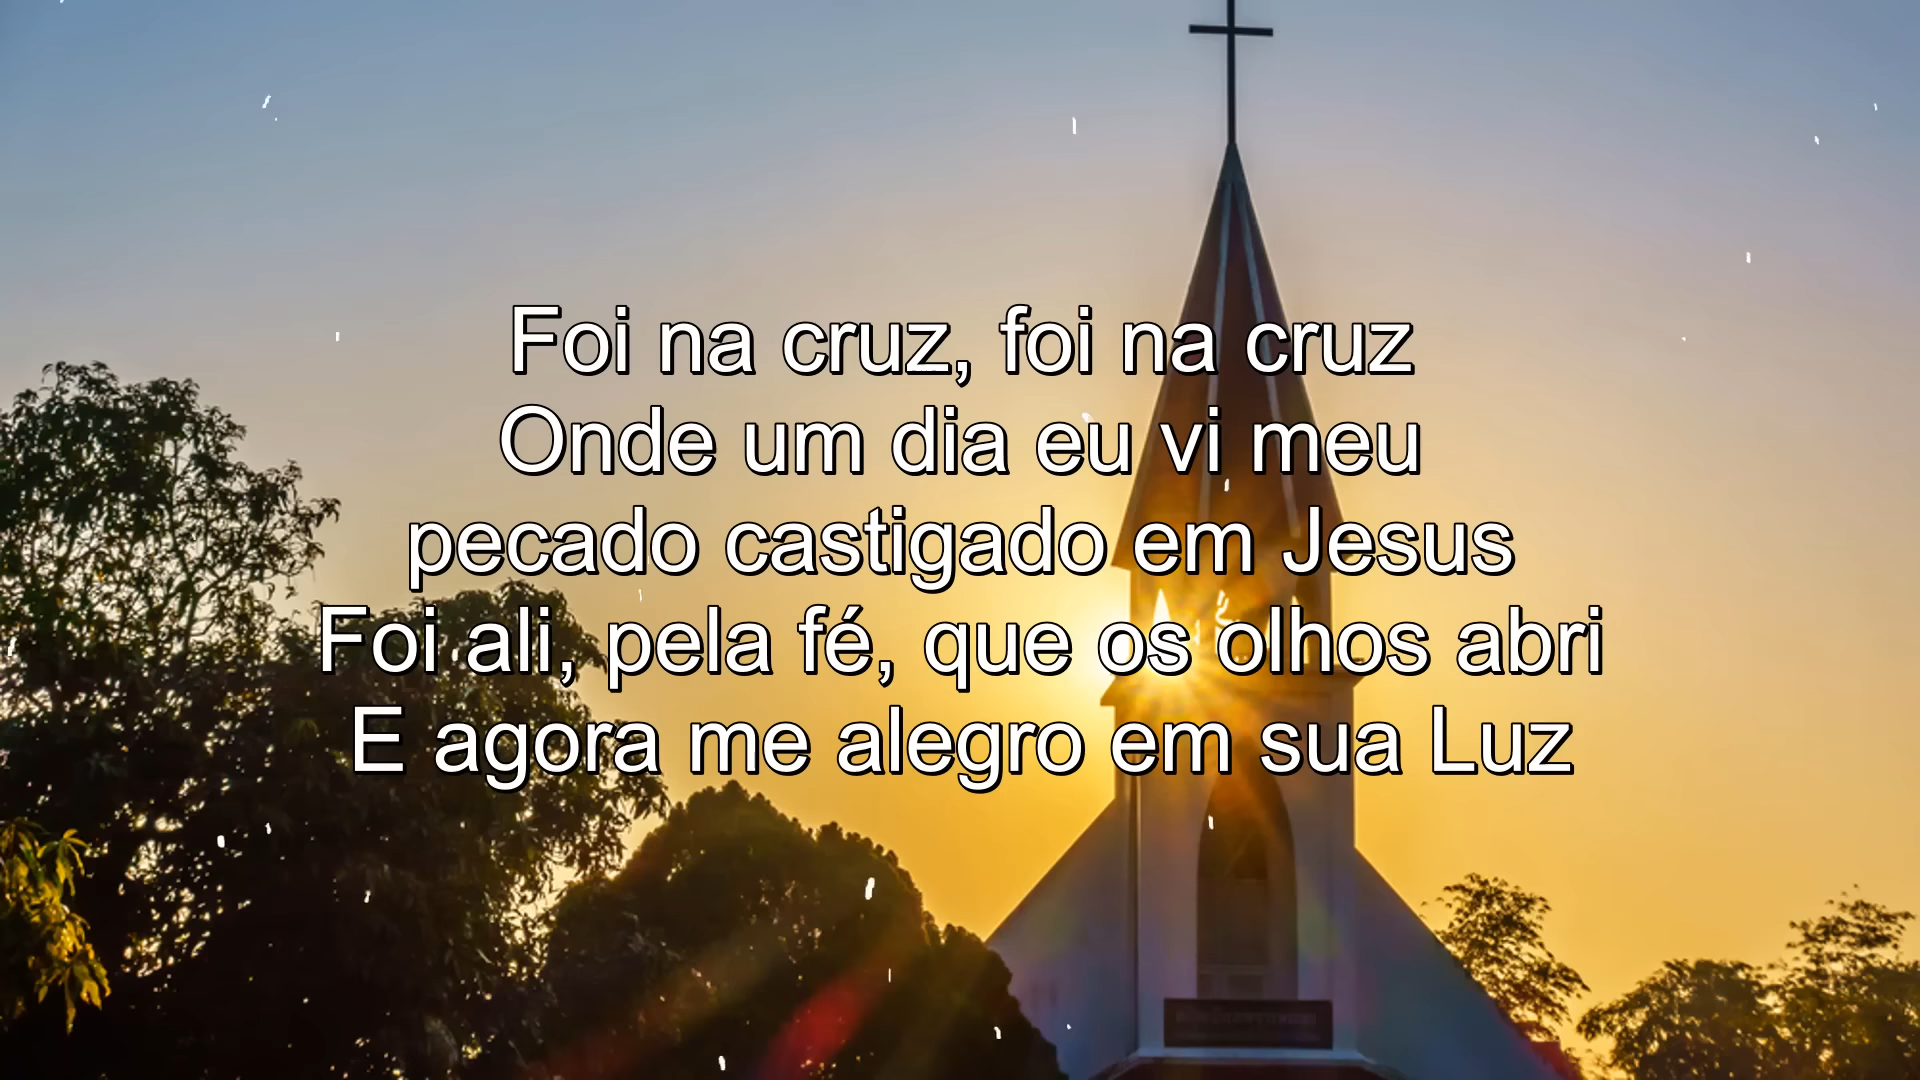 Foi na cruz, foi na cruz
Onde um dia eu vi meu
pecado castigado em Jesus
Foi ali, pela fé, que os olhos abri
E agora me alegro em sua Luz